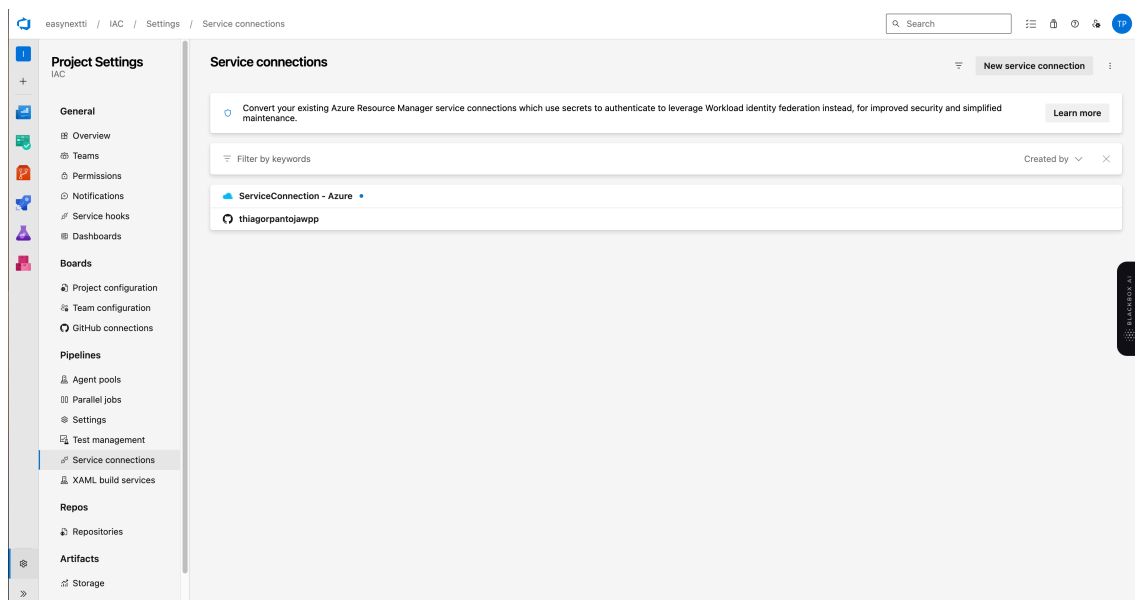 easynextti / IAC / Settings / Service connections
Search
TP
I
Project Settings
IAC
General
Overview
Teams
Permissions
Notifications
Service hooks
Dashboards
Boards
Project configuration
Team configuration
GitHub connections
Pipelines
Agent pools
Parallel jobs
Settings
Test management
Service connections
XAML build services
Repos
Repositories
Artifacts
Storage
Service connections
New service connection
Convert your existing Azure Resource Manager service connections which use secrets to authenticate to leverage Workload identity federation instead, for improved security and simplified
maintenance.
Learn more
Filter by keywords
Created by
ServiceConnection - Azure
thiagorpantojawpp
BLACKBOX AI